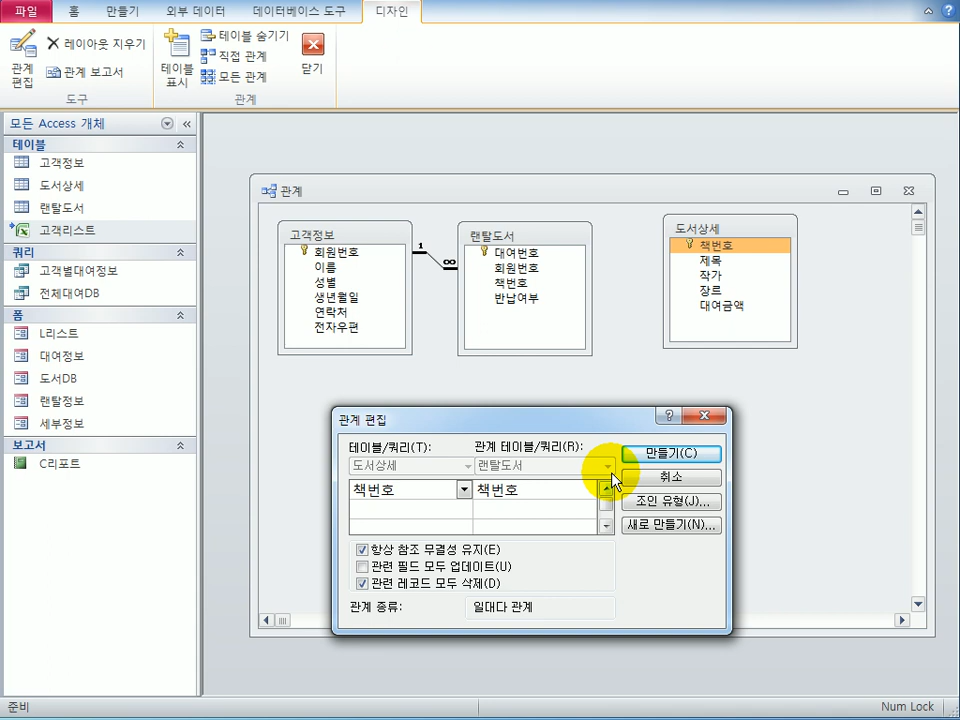 파일 홈 만들기 외부 데이터 데이터베이스 도구 디자인
관계 편집
레이아웃 지우기
관계 보고서
도구
테이블 표시
테이블 숨기기
직접 관계
모든 관계
닫기
관계
모든 Access 개체
테이블
고객정보
도서상세
랜탈도서
고객리스트
쿼리
고객별대여정보
전체대여DB
폼
L리스트
대여정보
도서DB
랜탈정보
세부정보
보고서
C리포트
관계
고객정보
회원번호
이름
성별
생년월일
연락처
전자우편
1
∞
랜탈도서
대여번호
회원번호
책번호
반납여부
도서상세
책번호
제목
작가
장르
대여금액
관계 편집
테이블/쿼리(T): 관계 테이블/쿼리(R):
도서상세 랜탈도서
책번호 책번호
만들기(C)
취소
조인 유형(J)...
새로 만들기(N)...
항상 참조 무결성 유지(E)
관련 필드 모두 업데이트(U)
관련 레코드 모두 삭제(D)
관계 종류: 일대다 관계
준비 Num Lock